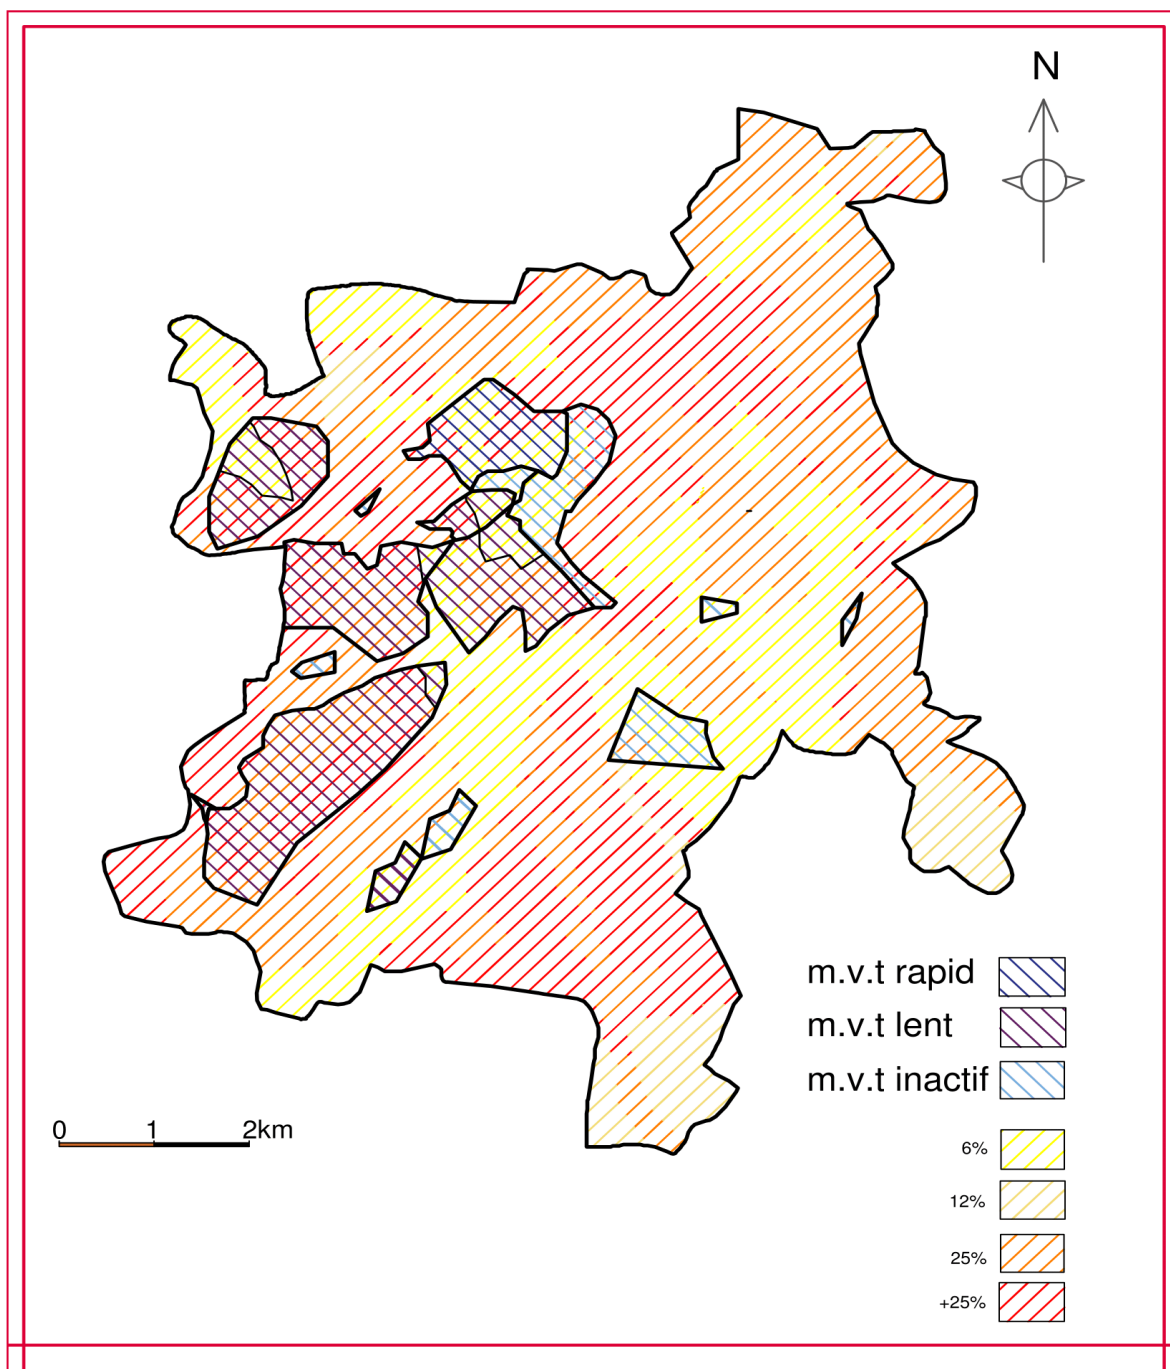 N
m.v.t rapid
m.v.t lent
m.v.t inactif
0 1 2km
6%
12%
25%
+25%